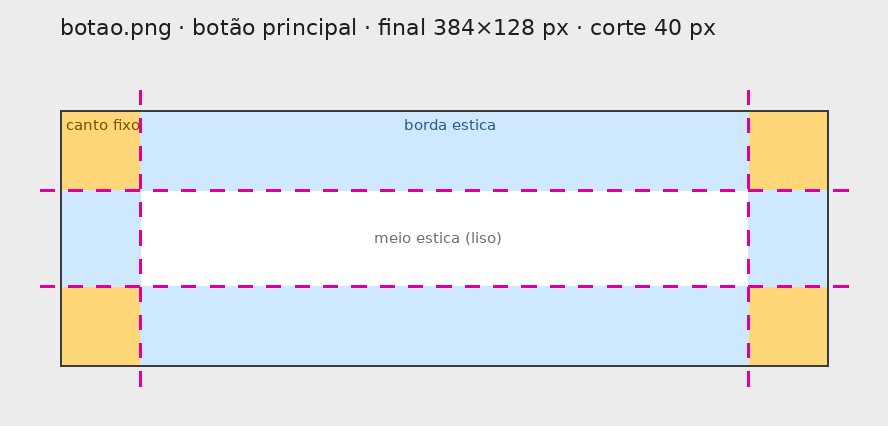 botao.png · botão principal · final 384×128 px · corte 40 px
canto fixo
borda estica
meio estica (liso)